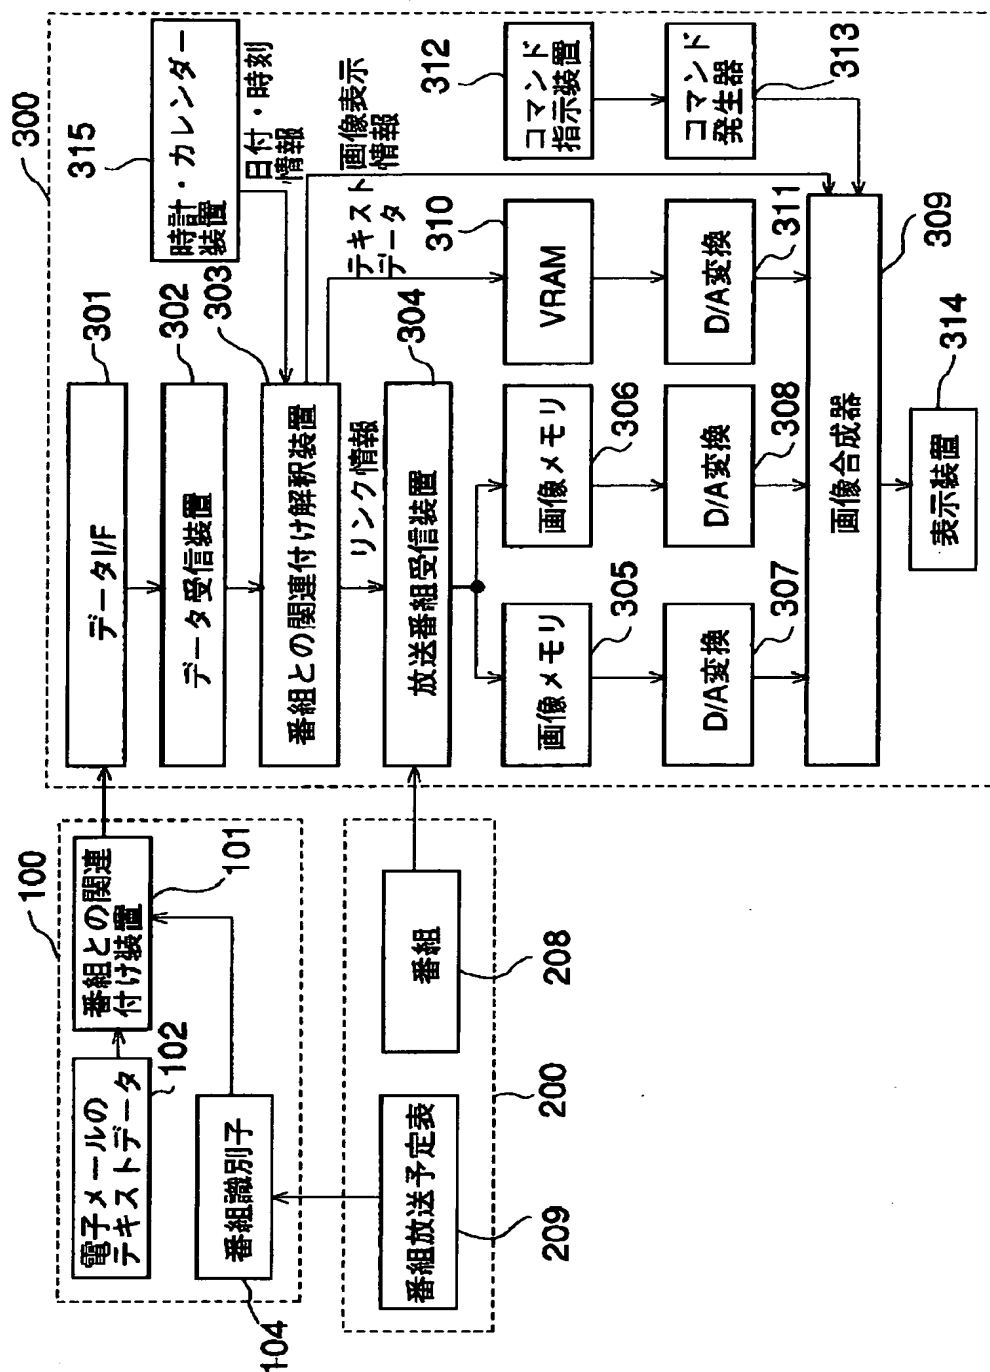 100
電子メールの
テキストデータ
102
番組との関連
付け装置
101
番組識別子
104
番組放送予定表
209
番組
208
200
300
データI/F
301
データ受信装置
302
番組との関連付け解釈装置
303
時計・カレンダー
装置
315
日付・時刻
情報
画像表示
情報
テキスト
データ
リンク情報
放送番組受信装置
304
画像メモリ
305
画像メモリ
306
VRAM
310
コマンド
指示装置
312
D/A変換
307
D/A変換
308
D/A変換
311
コマンド
発生器
313
画像合成器
309
表示装置
314